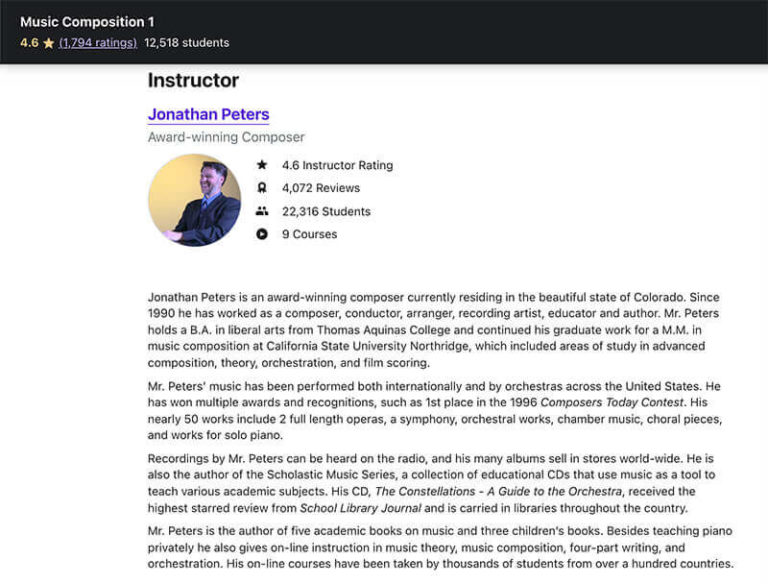 Music Composition 1
4.6 ★ (1,794 ratings) 12,518 students
Instructor
Jonathan Peters
Award-winning Composer
4.6 Instructor Rating
4,072 Reviews
22,316 Students
9 Courses
Jonathan Peters is an award-winning composer currently residing in the beautiful state of Colorado. Since
1990 he has worked as a composer, conductor, arranger, recording artist, educator and author. Mr. Peters
holds a B.A. in liberal arts from Thomas Aquinas College and continued his graduate work for a M.M. in
music composition at California State University Northridge, which included areas of study in advanced
composition, theory, orchestration, and film scoring.
Mr. Peters' music has been performed both internationally and by orchestras across the United States. He
has won multiple awards and recognitions, such as 1st place in the 1996 Composers Today Contest. His
nearly 50 works include 2 full length operas, a symphony, orchestral works, chamber music, choral pieces,
and works for solo piano.
Recordings by Mr. Peters can be heard on the radio, and his many albums sell in stores world-wide. He is
also the author of the Scholastic Music Series, a collection of educational CDs that use music as a tool to
teach various academic subjects. His CD, The Constellations - A Guide to the Orchestra, received the
highest starred review from School Library Journal and is carried in libraries throughout the country.
Mr. Peters is the author of five academic books on music and three children's books. Besides teaching piano
privately he also gives on-line instruction in music theory, music composition, four-part writing, and
orchestration. His on-line courses have been taken by thousands of students from over a hundred countries.